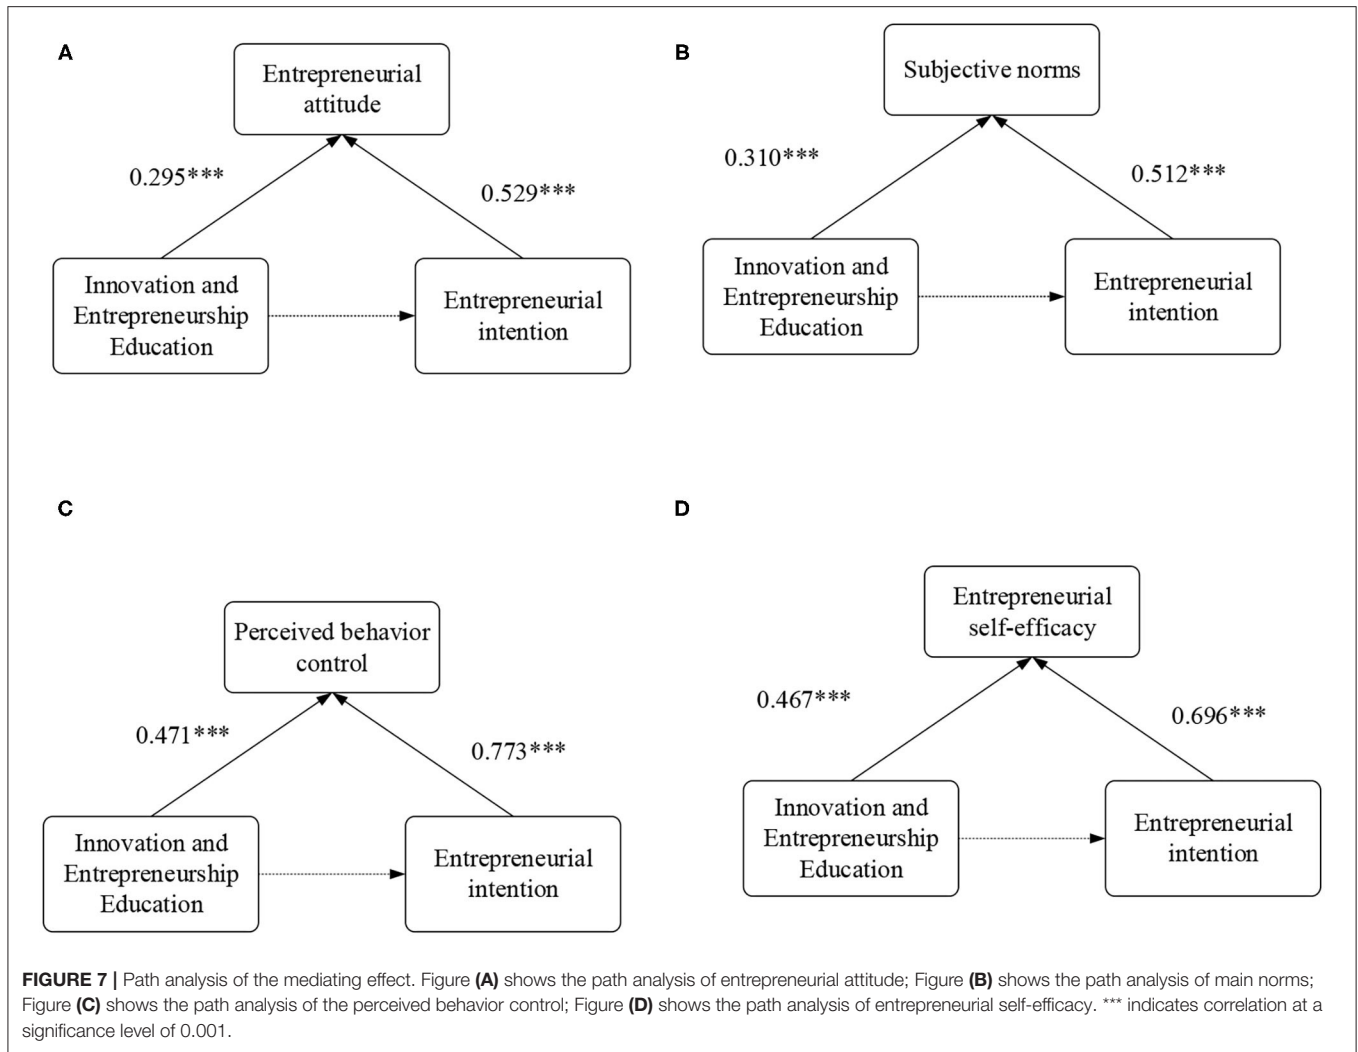 A
Entrepreneurial
attitude
0.295***
0.529***
Innovation and
Entrepreneurship
Education
Entrepreneurial
intention
B
Subjective norms
0.310***
0.512***
Innovation and
Entrepreneurship
Education
Entrepreneurial
intention
C
Perceived behavior
control
0.471***
0.773***
Innovation and
Entrepreneurship
Education
Entrepreneurial
intention
D
Entrepreneurial
self-efficacy
0.467***
0.696***
Innovation and
Entrepreneurship
Education
Entrepreneurial
intention
FIGURE 7 | Path analysis of the mediating effect. Figure (A) shows the path analysis of entrepreneurial attitude; Figure (B) shows the path analysis of main norms;
Figure (C) shows the path analysis of the perceived behavior control; Figure (D) shows the path analysis of entrepreneurial self-efficacy. *** indicates correlation at a
significance level of 0.001.